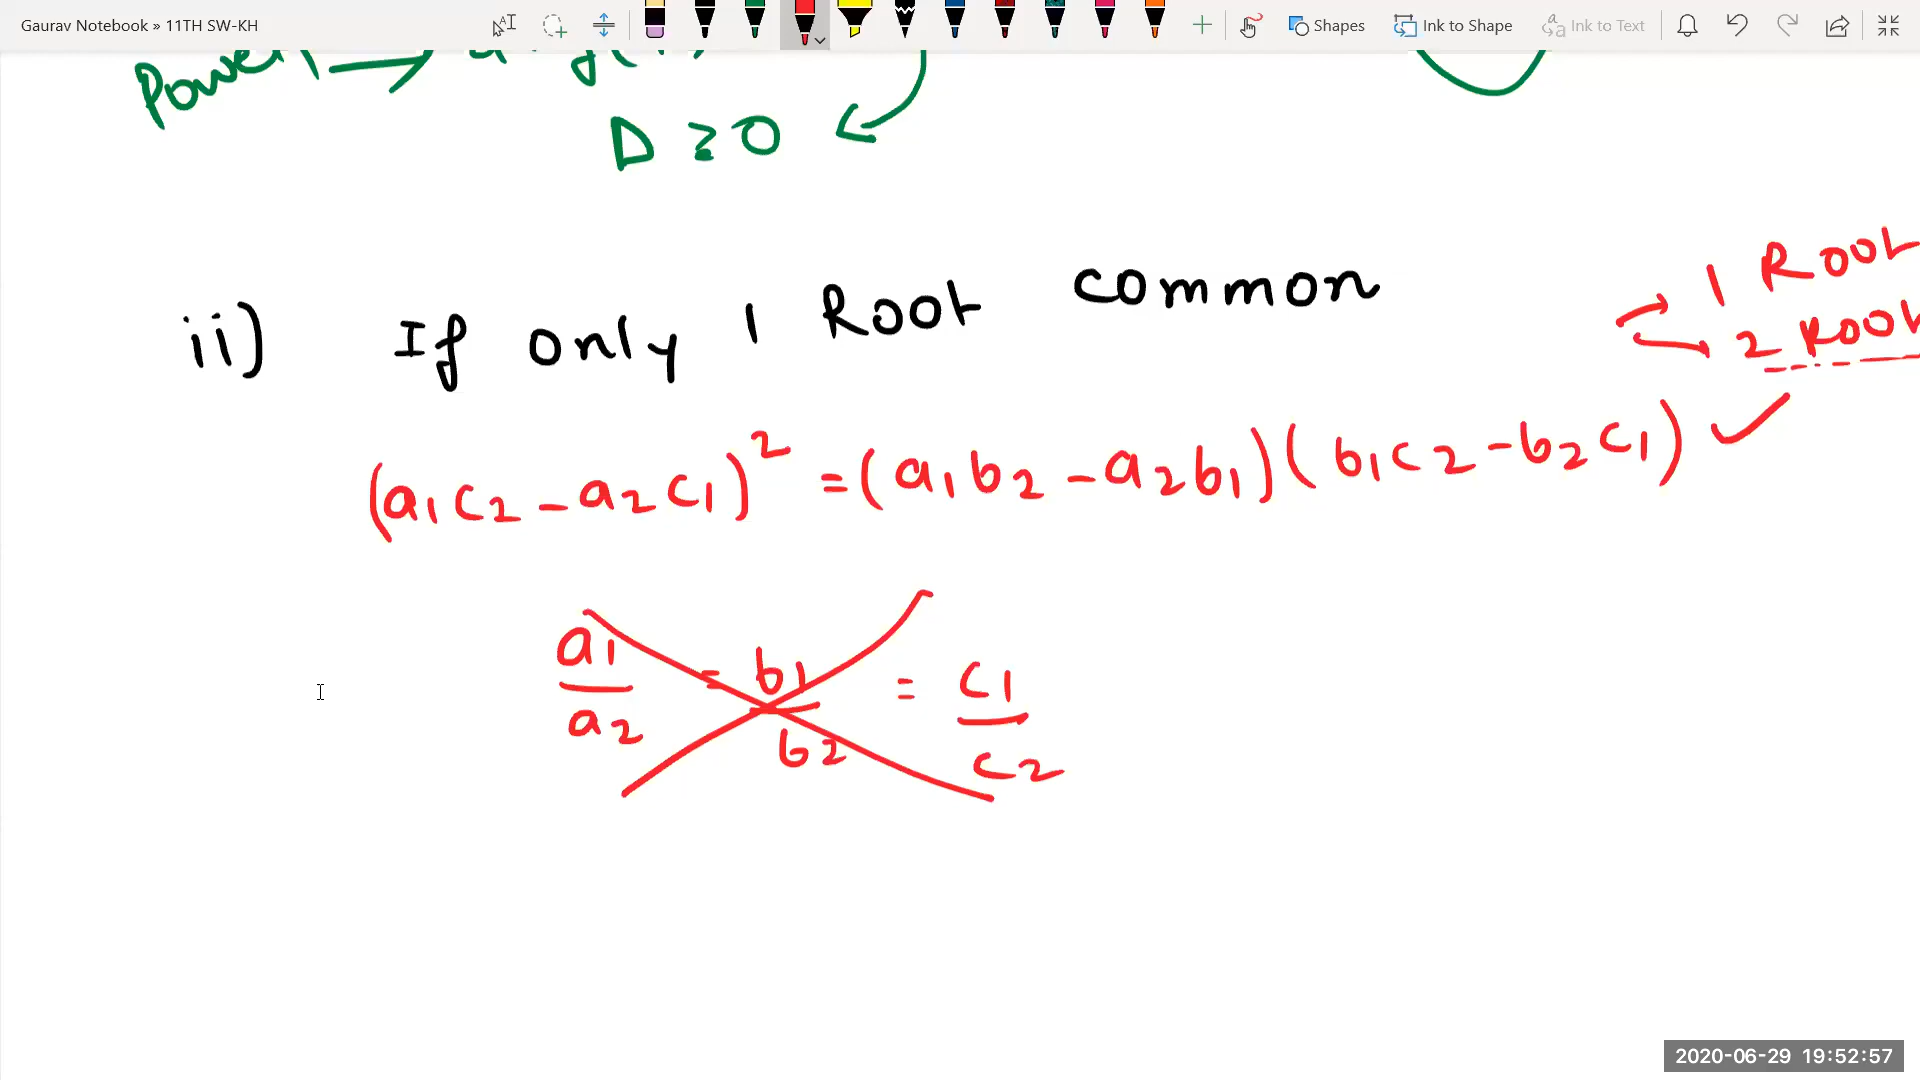 Gaurav Notebook » 11TH SW-KH
Shapes
Ink to Shape
Ink to Text
Power →
D ≥ 0
ii) If only 1 Root common
1 Root
2 Root
(a₁c₂ - a₂c₁)² = (a₁b₂ - a₂b₁)(b₁c₂ - b₂c₁) ✓
a₁/a₂ = b₁/b₂ = c₁/c₂
2020-06-29 19:52:57